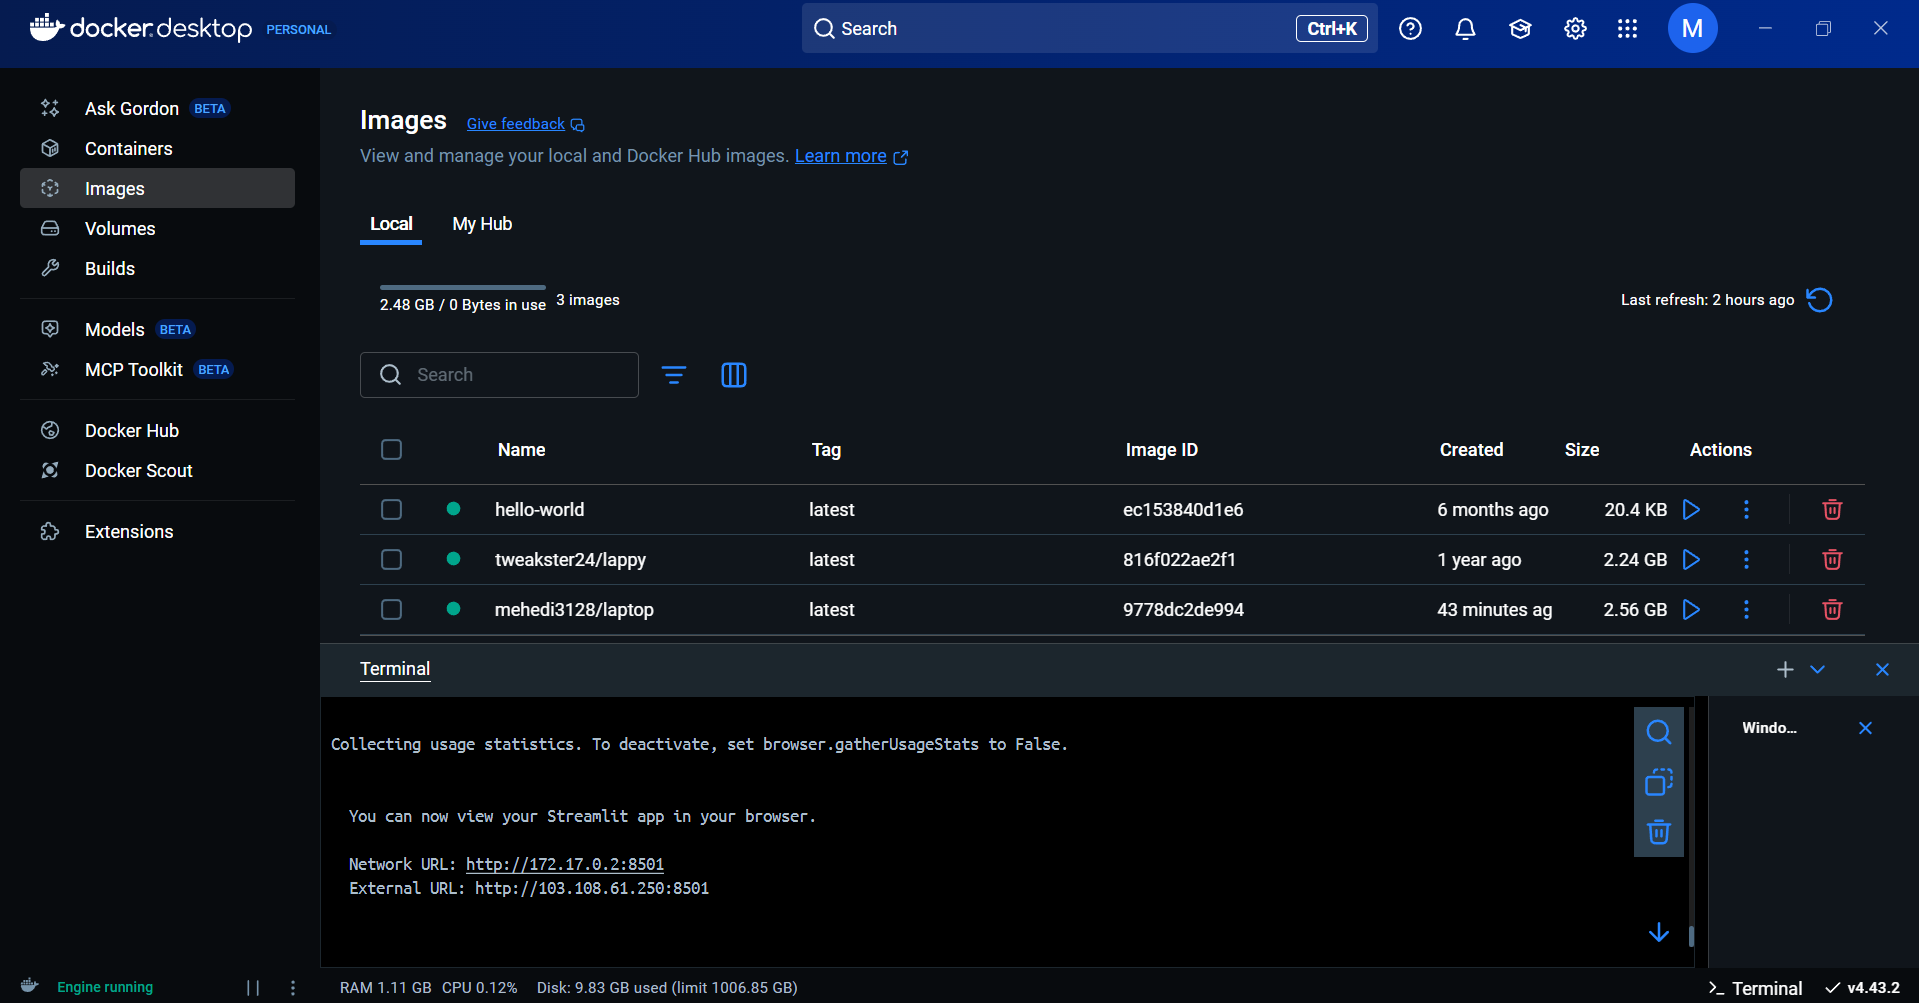 docker.desktop PERSONAL
Search Ctrl+K
M
Ask Gordon BETA
Containers
Images
Volumes
Builds
Models BETA
MCP Toolkit BETA
Docker Hub
Docker Scout
Extensions
Images Give feedback
View and manage your local and Docker Hub images. Learn more
Local My Hub
2.48 GB / 0 Bytes in use 3 images
Last refresh: 2 hours ago
Search
Name Tag Image ID Created Size Actions
hello-world latest ec153840d1e6 6 months ago 20.4 KB
tweakster24/lappy latest 816f022ae2f1 1 year ago 2.24 GB
mehedi3128/laptop latest 9778dc2de994 43 minutes ag 2.56 GB
Terminal
Collecting usage statistics. To deactivate, set browser.gatherUsageStats to False.
You can now view your Streamlit app in your browser.
Network URL: http://172.17.0.2:8501
External URL: http://103.108.61.250:8501
Windo...
Engine running
RAM 1.11 GB CPU 0.12% Disk: 9.83 GB used (limit 1006.85 GB)
Terminal v4.43.2